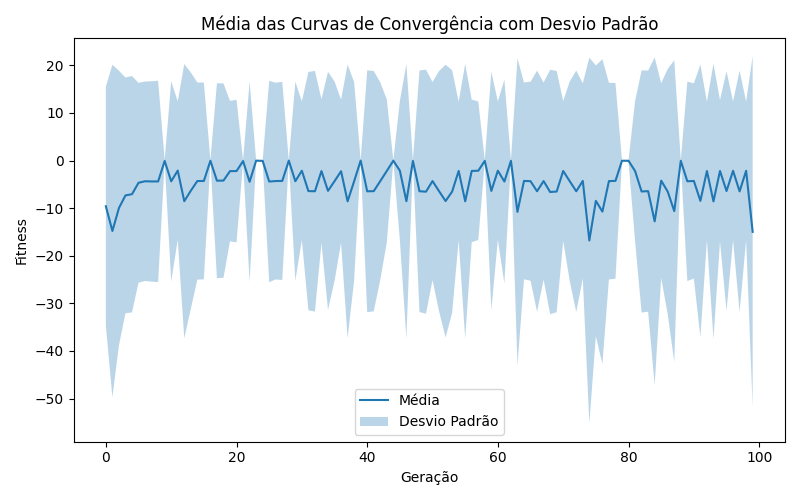 Média das Curvas de Convergência com Desvio Padrão
20
10
0
−10
−20
−30
−40
−50
Fitness
Média
Desvio Padrão
0 20 40 60 80 100
Geração